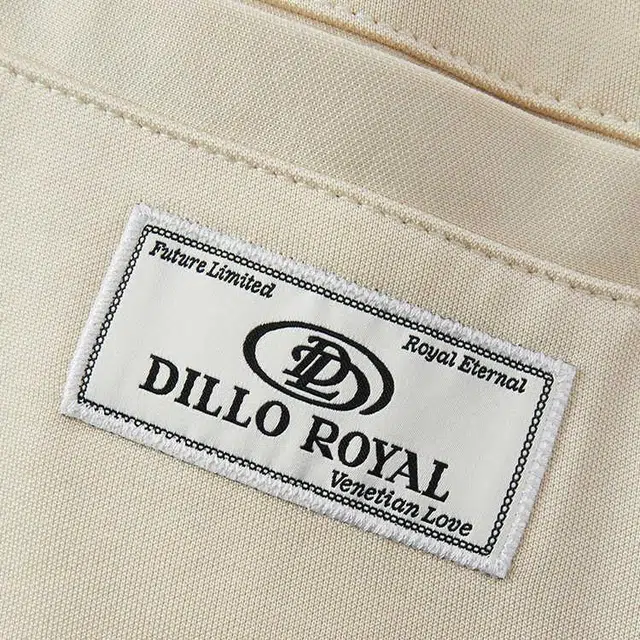 Future Limited
Royal Eternal
DL
DILLO ROYAL
Venetian Love